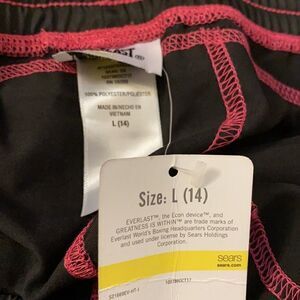 100% POLYESTER/POLIESTER
MADE IN/HECHO EN
VIETNAM
L (14)
Size: L (14)
EVERLAST™, the Econ device™, and
GREATNESS IS WITHIN™ are trade marks of
Everlast World's Boxing Headquarters Corporation
and used under license by Sears Holdings
Corporation.
sears
sears.com